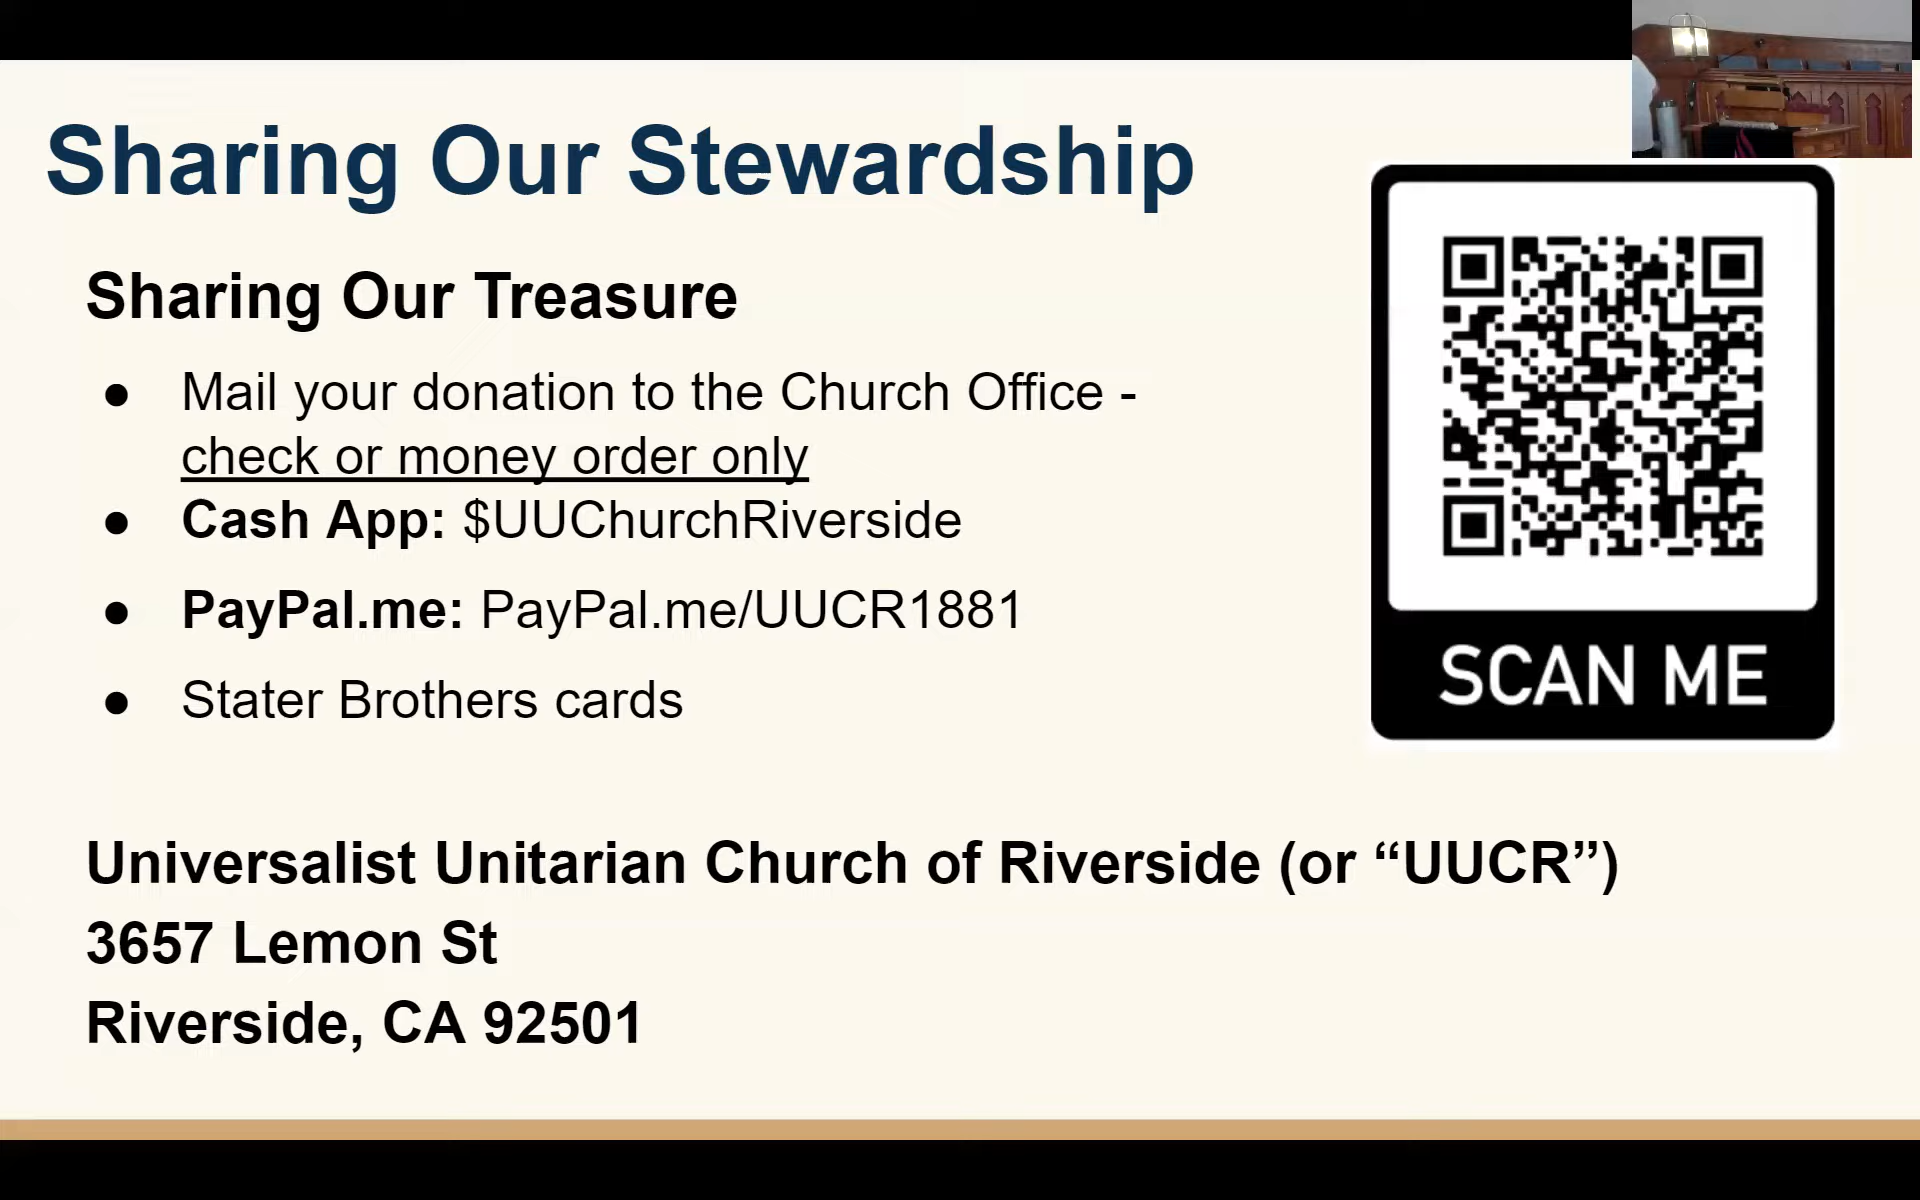 Sharing Our Stewardship
Sharing Our Treasure
● Mail your donation to the Church Office -
check or money order only
● Cash App: $UUChurchRiverside
● PayPal.me: PayPal.me/UUCR1881
● Stater Brothers cards
SCAN ME
Universalist Unitarian Church of Riverside (or “UUCR”)
3657 Lemon St
Riverside, CA 92501